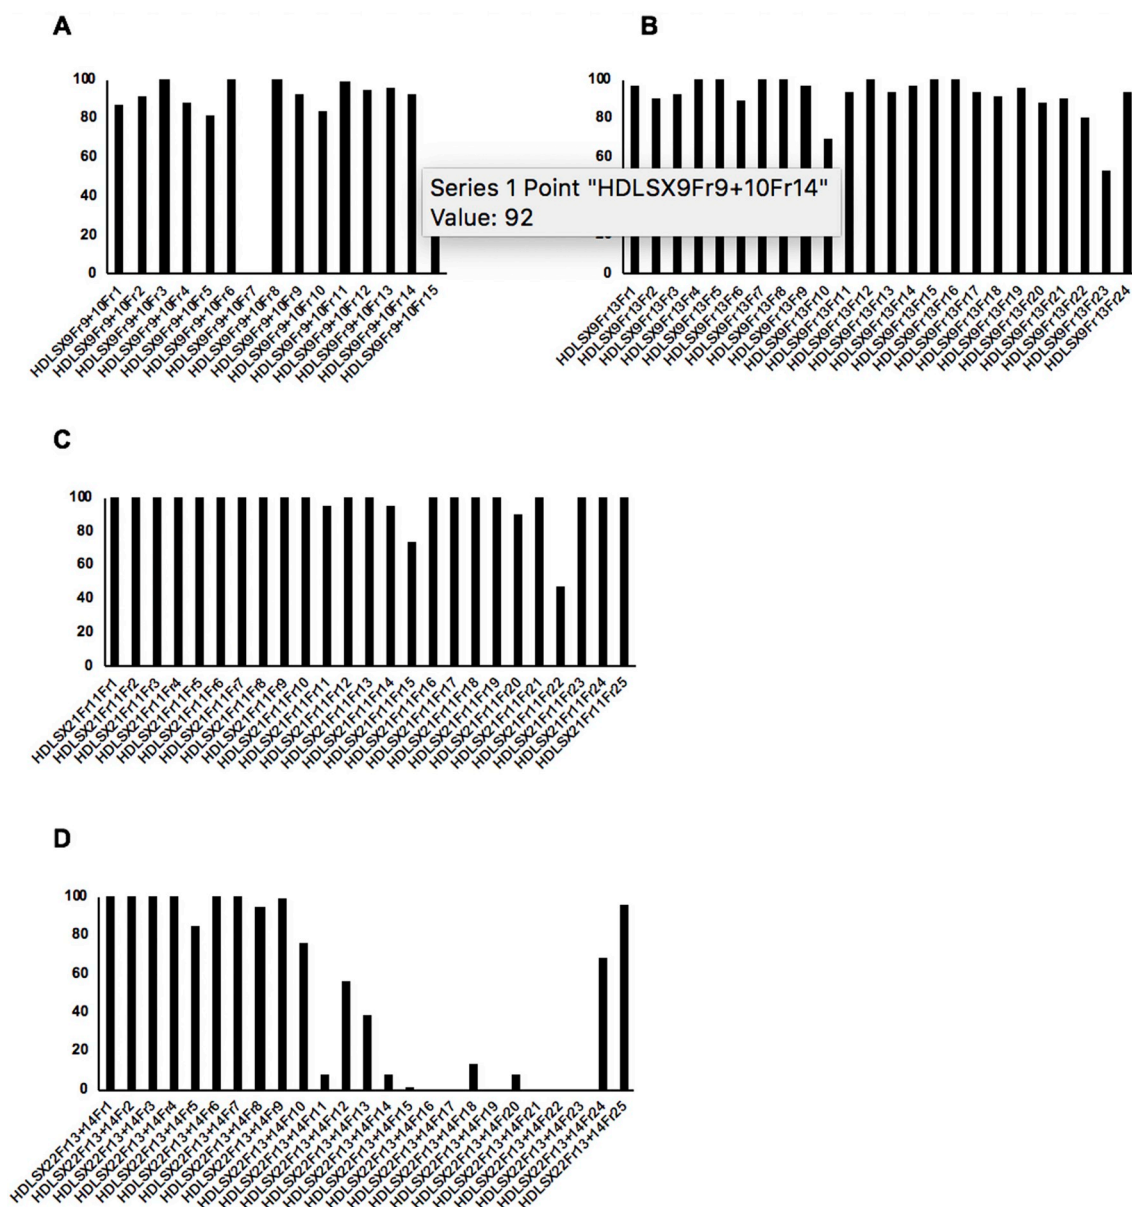 A
100
80
60
40
20
0
HDLSX9Fr9+10Fr1
HDLSX9Fr9+10Fr2
HDLSX9Fr9+10Fr3
HDLSX9Fr9+10Fr4
HDLSX9Fr9+10Fr5
HDLSX9Fr9+10Fr6
HDLSX9Fr9+10Fr7
HDLSX9Fr9+10Fr8
HDLSX9Fr9+10Fr9
HDLSX9Fr9+10Fr10
HDLSX9Fr9+10Fr11
HDLSX9Fr9+10Fr12
HDLSX9Fr9+10Fr13
HDLSX9Fr9+10Fr14
HDLSX9Fr9+10Fr15
Series 1 Point "HDLSX9Fr9+10Fr14"
Value: 92
B
100
80
60
20
0
HDLSX9Fr13Fr1
HDLSX9Fr13Fr2
HDLSX9Fr13Fr3
HDLSX9Fr13Fr4
HDLSX9Fr13Fr5
HDLSX9Fr13Fr6
HDLSX9Fr13Fr7
HDLSX9Fr13Fr8
HDLSX9Fr13Fr9
HDLSX9Fr13Fr10
HDLSX9Fr13Fr11
HDLSX9Fr13Fr12
HDLSX9Fr13Fr13
HDLSX9Fr13Fr14
HDLSX9Fr13Fr15
HDLSX9Fr13Fr16
HDLSX9Fr13Fr17
HDLSX9Fr13Fr18
HDLSX9Fr13Fr19
HDLSX9Fr13Fr20
HDLSX9Fr13Fr21
HDLSX9Fr13Fr22
HDLSX9Fr13Fr23
HDLSX9Fr13Fr24
C
100
80
60
40
20
0
HDLSX21Fr11Fr1
HDLSX21Fr11Fr2
HDLSX21Fr11Fr3
HDLSX21Fr11Fr4
HDLSX21Fr11Fr5
HDLSX21Fr11Fr6
HDLSX21Fr11Fr7
HDLSX21Fr11Fr8
HDLSX21Fr11Fr9
HDLSX21Fr11Fr10
HDLSX21Fr11Fr11
HDLSX21Fr11Fr12
HDLSX21Fr11Fr13
HDLSX21Fr11Fr14
HDLSX21Fr11Fr15
HDLSX21Fr11Fr16
HDLSX21Fr11Fr17
HDLSX21Fr11Fr18
HDLSX21Fr11Fr19
HDLSX21Fr11Fr20
HDLSX21Fr11Fr21
HDLSX21Fr11Fr22
HDLSX21Fr11Fr23
HDLSX21Fr11Fr24
HDLSX21Fr11Fr25
D
100
80
60
40
20
0
HDLSX22Fr13+14Fr1
HDLSX22Fr13+14Fr2
HDLSX22Fr13+14Fr3
HDLSX22Fr13+14Fr4
HDLSX22Fr13+14Fr5
HDLSX22Fr13+14Fr6
HDLSX22Fr13+14Fr7
HDLSX22Fr13+14Fr8
HDLSX22Fr13+14Fr9
HDLSX22Fr13+14Fr10
HDLSX22Fr13+14Fr11
HDLSX22Fr13+14Fr12
HDLSX22Fr13+14Fr13
HDLSX22Fr13+14Fr14
HDLSX22Fr13+14Fr15
HDLSX22Fr13+14Fr16
HDLSX22Fr13+14Fr17
HDLSX22Fr13+14Fr18
HDLSX22Fr13+14Fr19
HDLSX22Fr13+14Fr20
HDLSX22Fr13+14Fr21
HDLSX22Fr13+14Fr22
HDLSX22Fr13+14Fr23
HDLSX22Fr13+14Fr24
HDLSX22Fr13+14Fr25